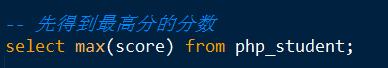 -- 先得到最高分的分数
select max(score) from php_student;